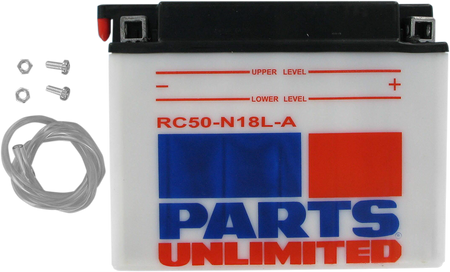 UPPER LEVEL
− +
LOWER LEVEL
RC50-N18L-A
PARTS
UNLIMITED